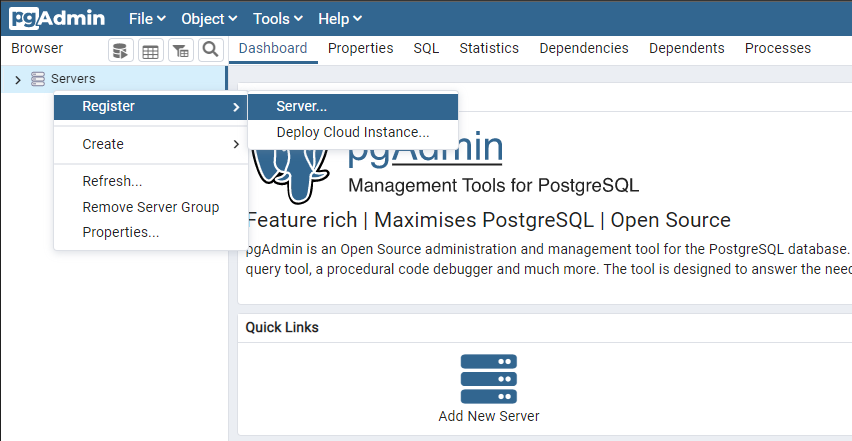 pgAdmin File Object Tools Help
Browser Dashboard Properties SQL Statistics Dependencies Dependents Processes
Servers
Register Server...
Deploy Cloud Instance...
Create
Refresh...
Remove Server Group
Properties...
pgAdmin
Management Tools for PostgreSQL
Feature rich | Maximises PostgreSQL | Open Source
pgAdmin is an Open Source administration and management tool for the PostgreSQL database.
query tool, a procedural code debugger and much more. The tool is designed to answer the need
Quick Links
Add New Server